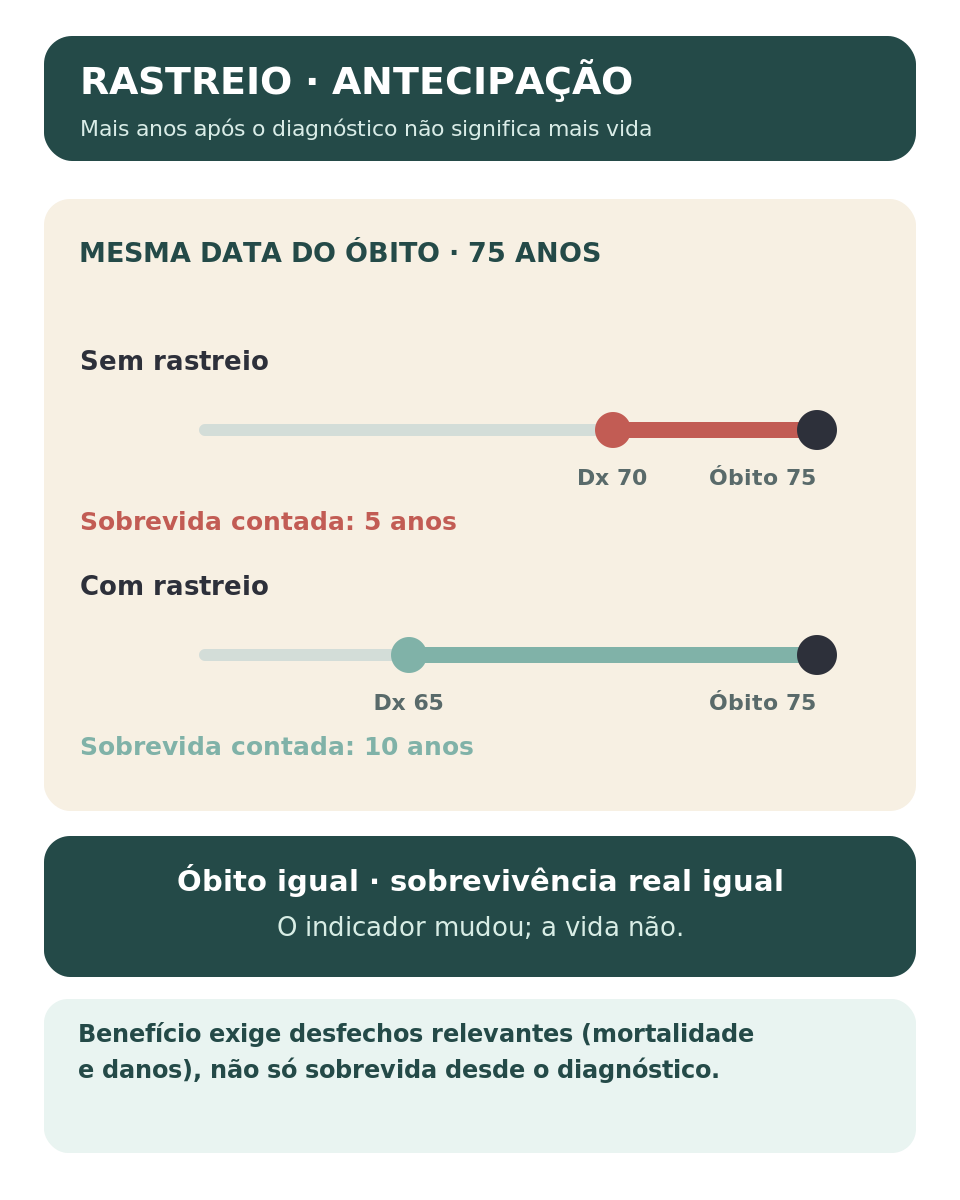 RASTREIO · ANTECIPAÇÃO
Mais anos após o diagnóstico não significa mais vida
MESMA DATA DO ÓBITO · 75 ANOS
Sem rastreio
Dx 70
Óbito 75
Sobrevida contada: 5 anos
Com rastreio
Dx 65
Óbito 75
Sobrevida contada: 10 anos
Óbito igual · sobrevivência real igual
O indicador mudou; a vida não.
Benefício exige desfechos relevantes (mortalidade
e danos), não só sobrevida desde o diagnóstico.